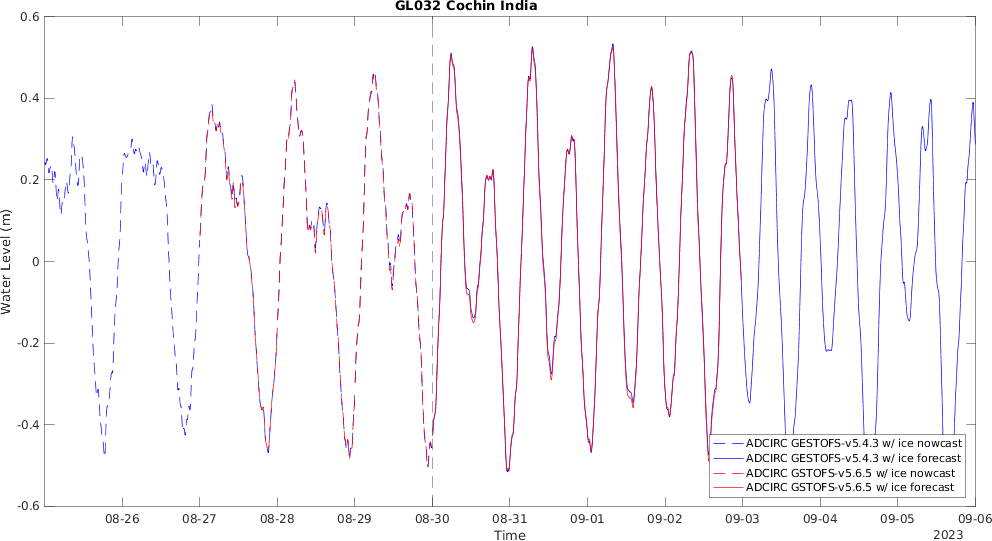 GL032 Cochin India
0.6
0.4
0.2
0
-0.2
-0.4
-0.6
Water Level (m)
ADCIRC GESTOFS-v5.4.3 w/ ice nowcast
ADCIRC GESTOFS-v5.4.3 w/ ice forecast
ADCIRC GSTOFS-v5.6.5 w/ ice nowcast
ADCIRC GSTOFS-v5.6.5 w/ ice forecast
08-26 08-27 08-28 08-29 08-30 08-31 09-01 09-02 09-03 09-04 09-05 09-06
Time
2023